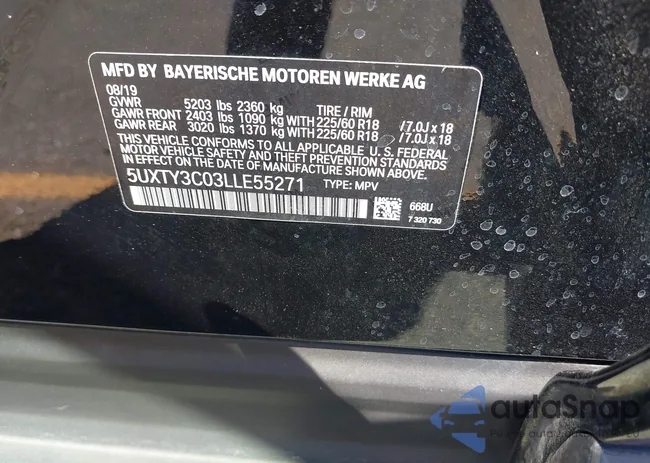 MFD BY BAYERISCHE MOTOREN WERKE AG
08/19
GVWR 5203 lbs 2360 kg TIRE / RIM
GAWR FRONT 2403 lbs 1090 kg WITH 225/60 R18 / 7.0J x 18
GAWR REAR 3020 lbs 1370 kg WITH 225/60 R18 / 7.0J x 18
THIS VEHICLE CONFORMS TO ALL APPLICABLE U.S. FEDERAL
MOTOR VEHICLE SAFETY AND THEFT PREVENTION STANDARDS
IN EFFECT ON THE DATE OF MANUFACTURE SHOWN ABOVE.
5UXTY3C03LLE55271 TYPE: MPV
668U
7 320 730
autoSnap